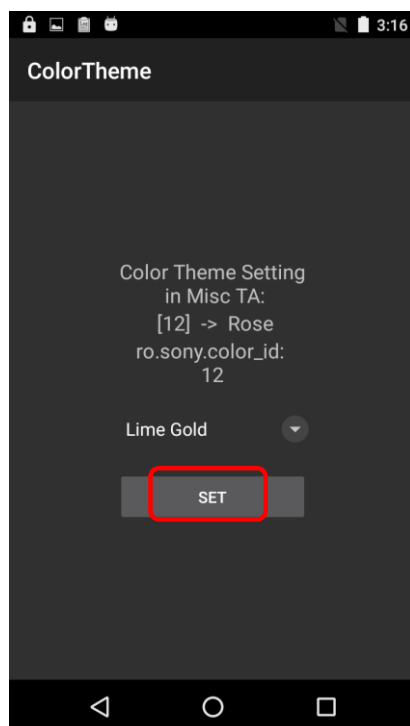 3:16
ColorTheme
Color Theme Setting
in Misc TA:
[12] -> Rose
ro.sony.color_id:
12
Lime Gold
SET